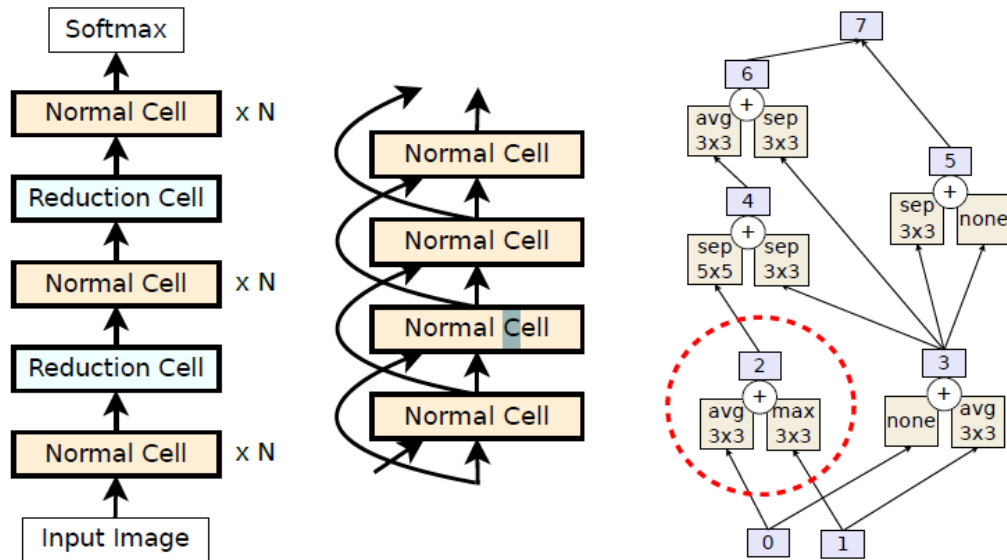 Softmax
Normal Cell x N
Reduction Cell
Normal Cell x N
Reduction Cell
Normal Cell x N
Input Image
Normal Cell
Normal Cell
Normal Cell
Normal Cell
7
6
+
avg 3x3
sep 3x3
5
+
sep 3x3
none
4
+
sep 5x5
sep 3x3
2
+
avg 3x3
max 3x3
3
+
none
avg 3x3
0
1